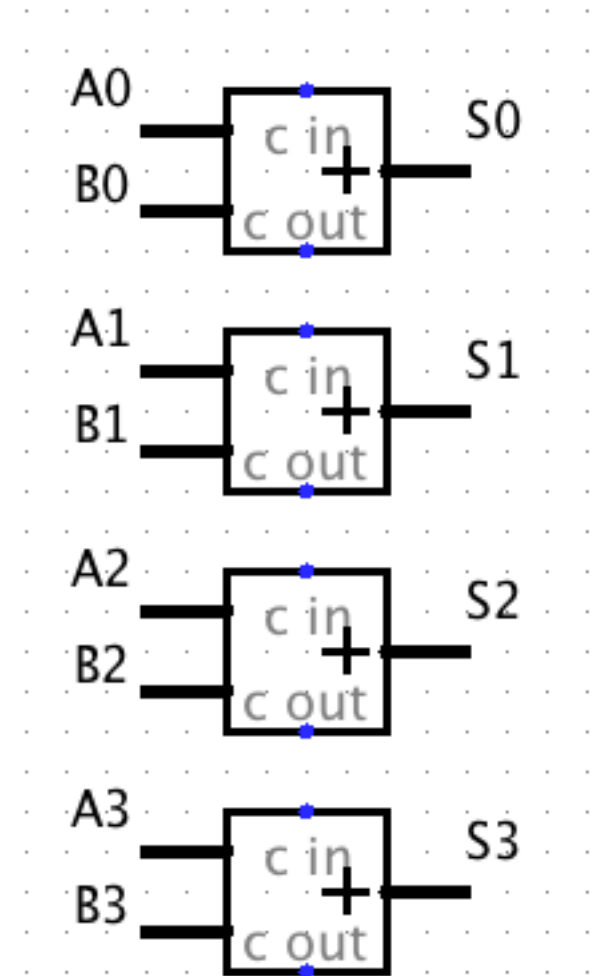 A0
c in
S0
+
B0
c out
A1
c in
S1
+
B1
c out
A2
c in
S2
+
B2
c out
A3
c in
S3
+
B3
c out